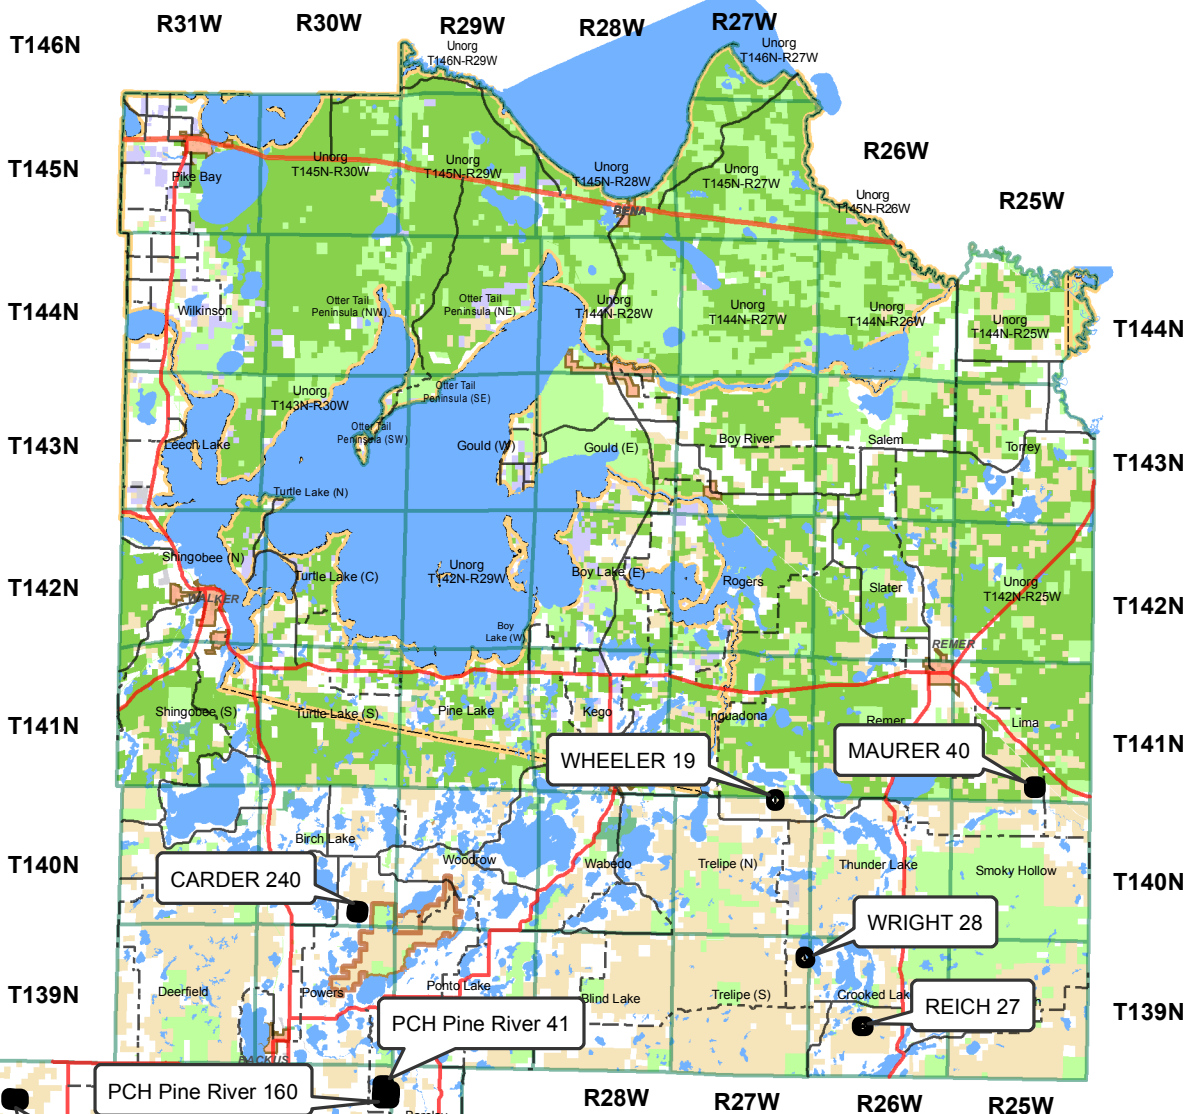 R31W
R30W
R29W
R28W
R27W
T146N
Unorg
T146N-R29W
Unorg
T146N-R27W
R26W
T145N
Pike Bay
Unorg
T145N-R30W
Unorg
T145N-R29W
Unorg
T145N-R28W
Unorg
T145N-R27W
Unorg
T145N-R26W
R25W
BENA
T144N
Wilkinson
Otter Tail
Peninsula (NW)
Otter Tail
Peninsula (NE)
Unorg
T144N-R28W
Unorg
T144N-R27W
Unorg
T144N-R26W
Unorg
T144N-R25W
T144N
Unorg
T143N-R30W
Otter Tail
Peninsula (SE)
Otter Tail
Peninsula (SW)
T143N
Leech Lake
Gould (W)
Gould (E)
Boy River
Salem
Torrey
T143N
Turtle Lake (N)
Shingobee (N)
T142N
Turtle Lake (C)
Unorg
T142N-R29W
Boy Lake (E)
Rogers
Slater
Unorg
T142N-R25W
T142N
WALKER
Boy
Lake (W)
REMER
T141N
Shingobee (S)
Turtle Lake (S)
Pine Lake
Kego
Inguadona
Remer
Lima
T141N
WHEELER 19
MAURER 40
Birch Lake
T140N
Woodrow
Wabedo
Trelipe (N)
Thunder Lake
Smoky Hollow
T140N
CARDER 240
WRIGHT 28
T139N
Deerfield
Powers
Ponto Lake
Blind Lake
Trelipe (S)
Crooked Lak
REICH 27
T139N
PCH Pine River 41
BACKUS
PCH Pine River 160
R28W
R27W
R26W
R25W